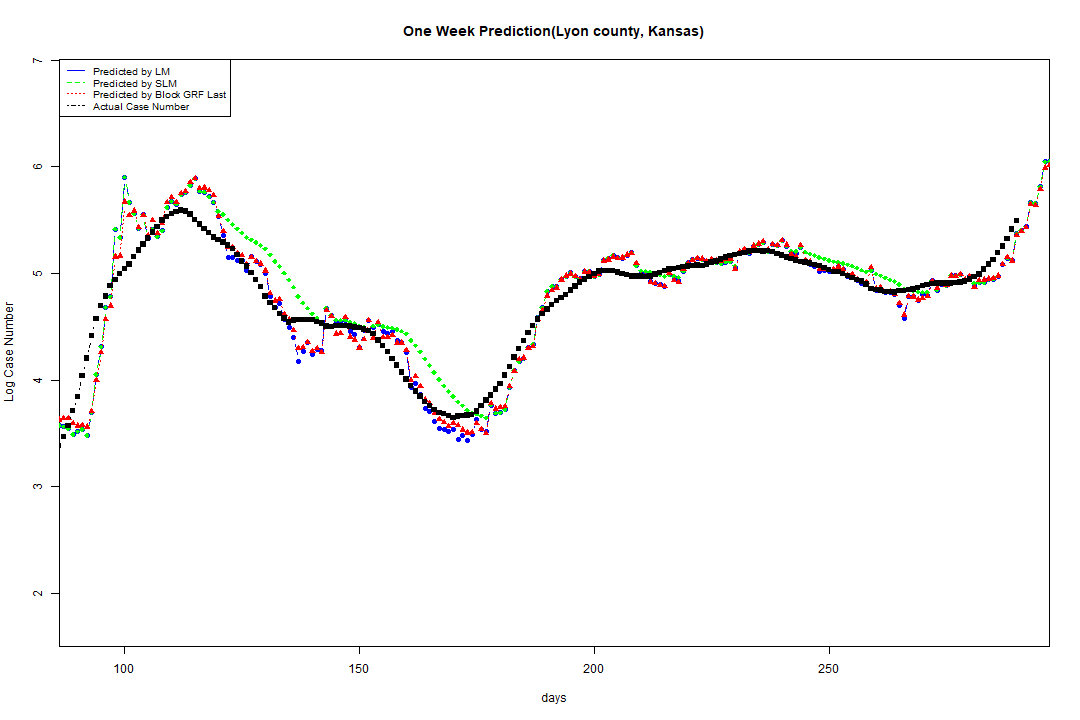 One Week Prediction(Lyon county, Kansas)
Predicted by LM
Predicted by SLM
Predicted by Block GRF Last
Actual Case Number
7
6
5
4
3
2
Log Case Number
100
150
200
250
days